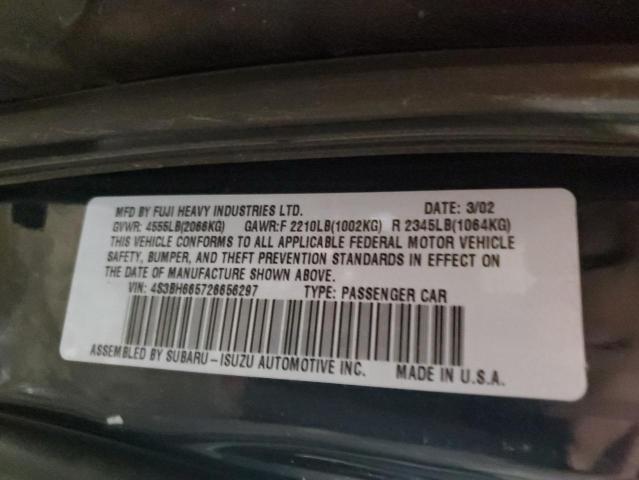 MFD BY FUJI HEAVY INDUSTRIES LTD. DATE: 3/02
GVWR: 4555LB(2066KG) GAWR:F 2210LB(1002KG) R 2345LB(1064KG)
THIS VEHICLE CONFORMS TO ALL APPLICABLE FEDERAL MOTOR VEHICLE
SAFETY, BUMPER, AND THEFT PREVENTION STANDARDS IN EFFECT ON
THE DATE OF MANUFACTURE SHOWN ABOVE.
VIN: 4S3BH665726656297 TYPE: PASSENGER CAR
ASSEMBLED BY SUBARU-ISUZU AUTOMOTIVE INC. MADE IN U.S.A.